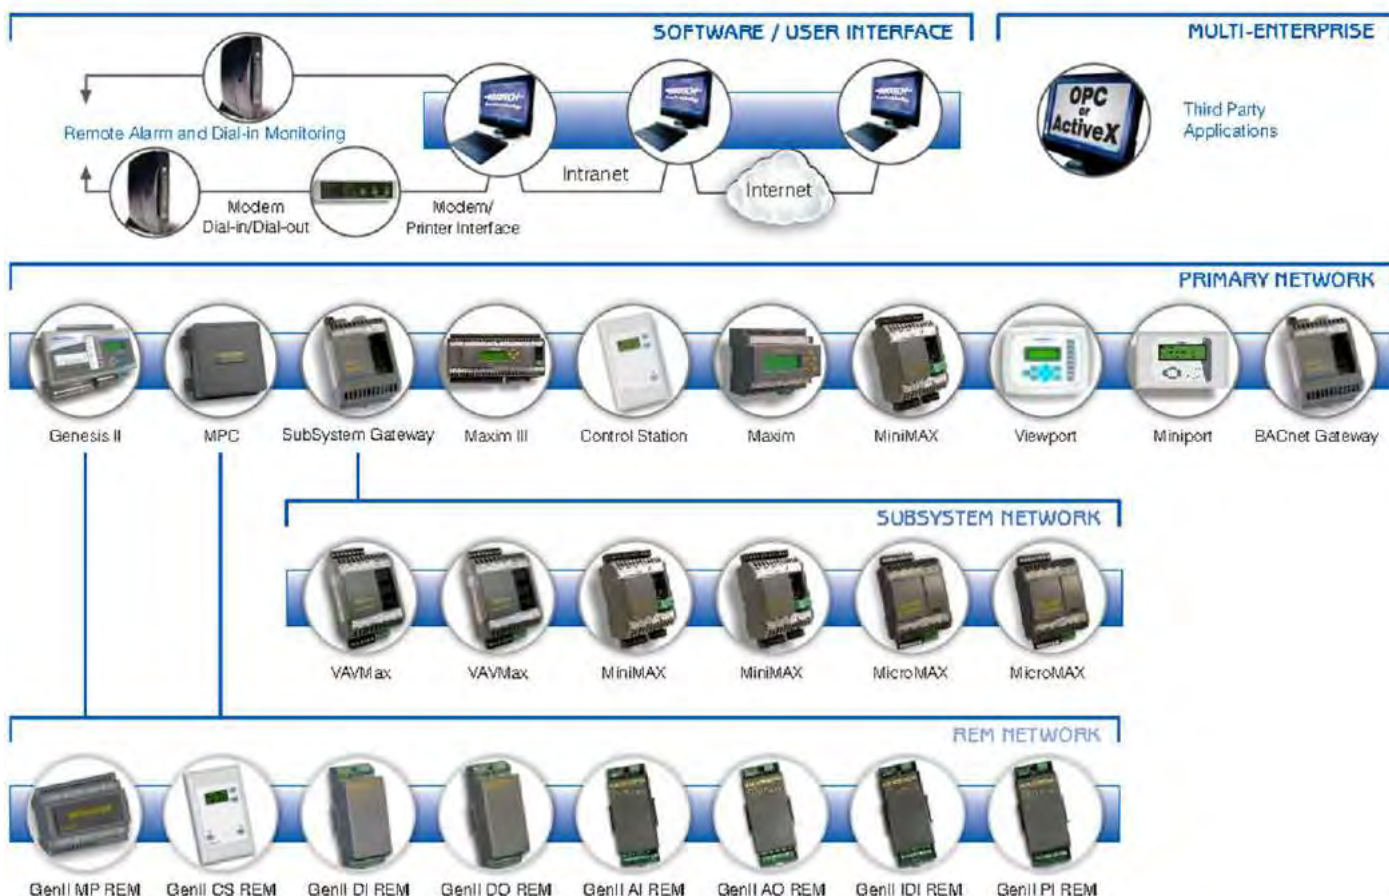 SOFTWARE / USER INTERFACE
MULTI-ENTERPRISE
Remote Alarm and Dial-in Monitoring
OPC
or
ActiveX
Third Party
Applications
Intranet
Internet
Modem
Dial-in/Dial-out
Modem/
Printer Interface
PRIMARY NETWORK
Genesis II
MPC
SubSystem Gateway
Maxim III
Control Station
Maxim
MiniMAX
Viewport
Miniport
BACnet Gateway
SUBSYSTEM NETWORK
VAVMax
VAVMax
MiniMAX
MiniMAX
MicroMAX
MicroMAX
REM NETWORK
GenII MP REM
GenII CS REM
GenII DI REM
GenII DO REM
GenII AI REM
GenII AO REM
GenII IDI REM
GenII PI REM